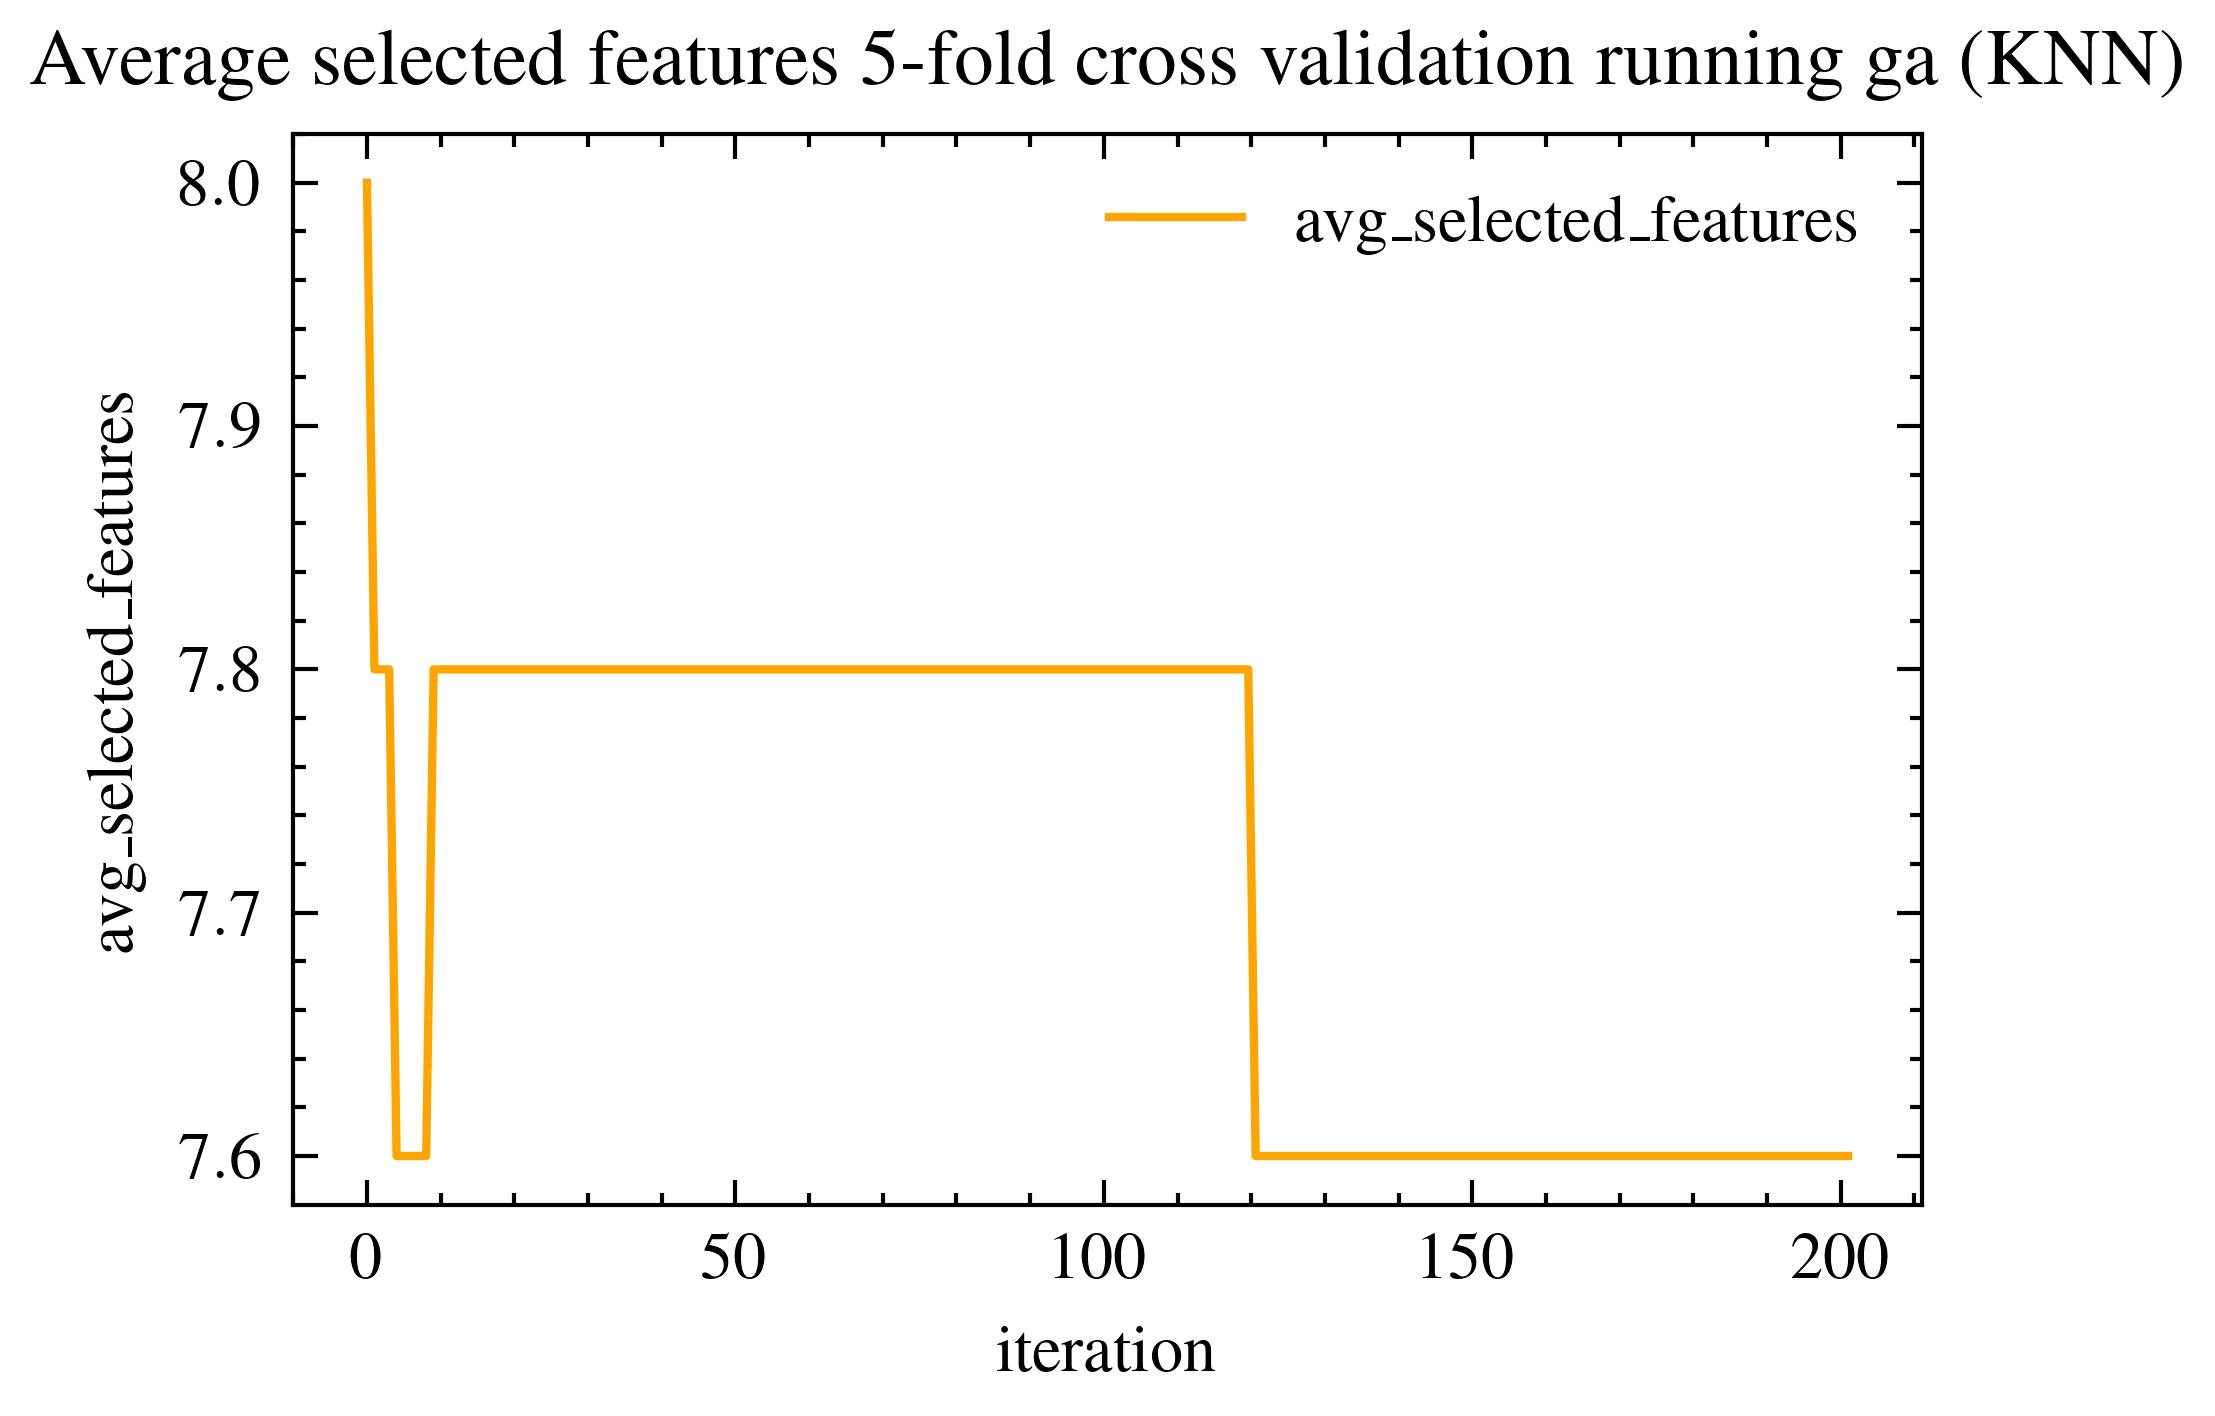 Average selected features 5-fold cross validation running ga (KNN)
avg_selected_features
8.0
7.9
7.8
7.7
7.6
avg_selected_features
0 50 100 150 200
iteration